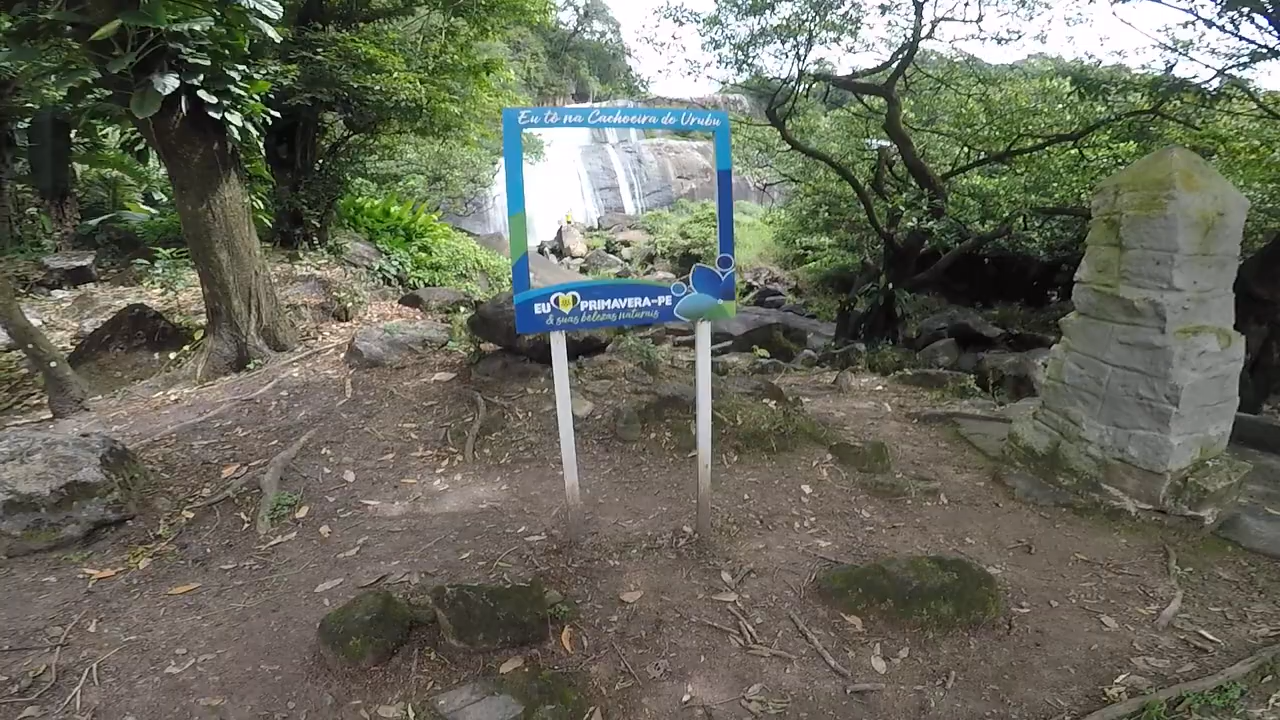 Eu tô na Cachoeira do Urubu
EU PRIMAVERA-PE
& suas belezas naturais